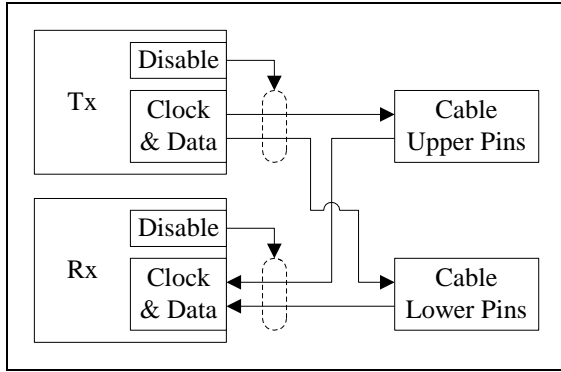 Disable
Tx
Clock
& Data
Cable
Upper Pins
Disable
Rx
Clock
& Data
Cable
Lower Pins